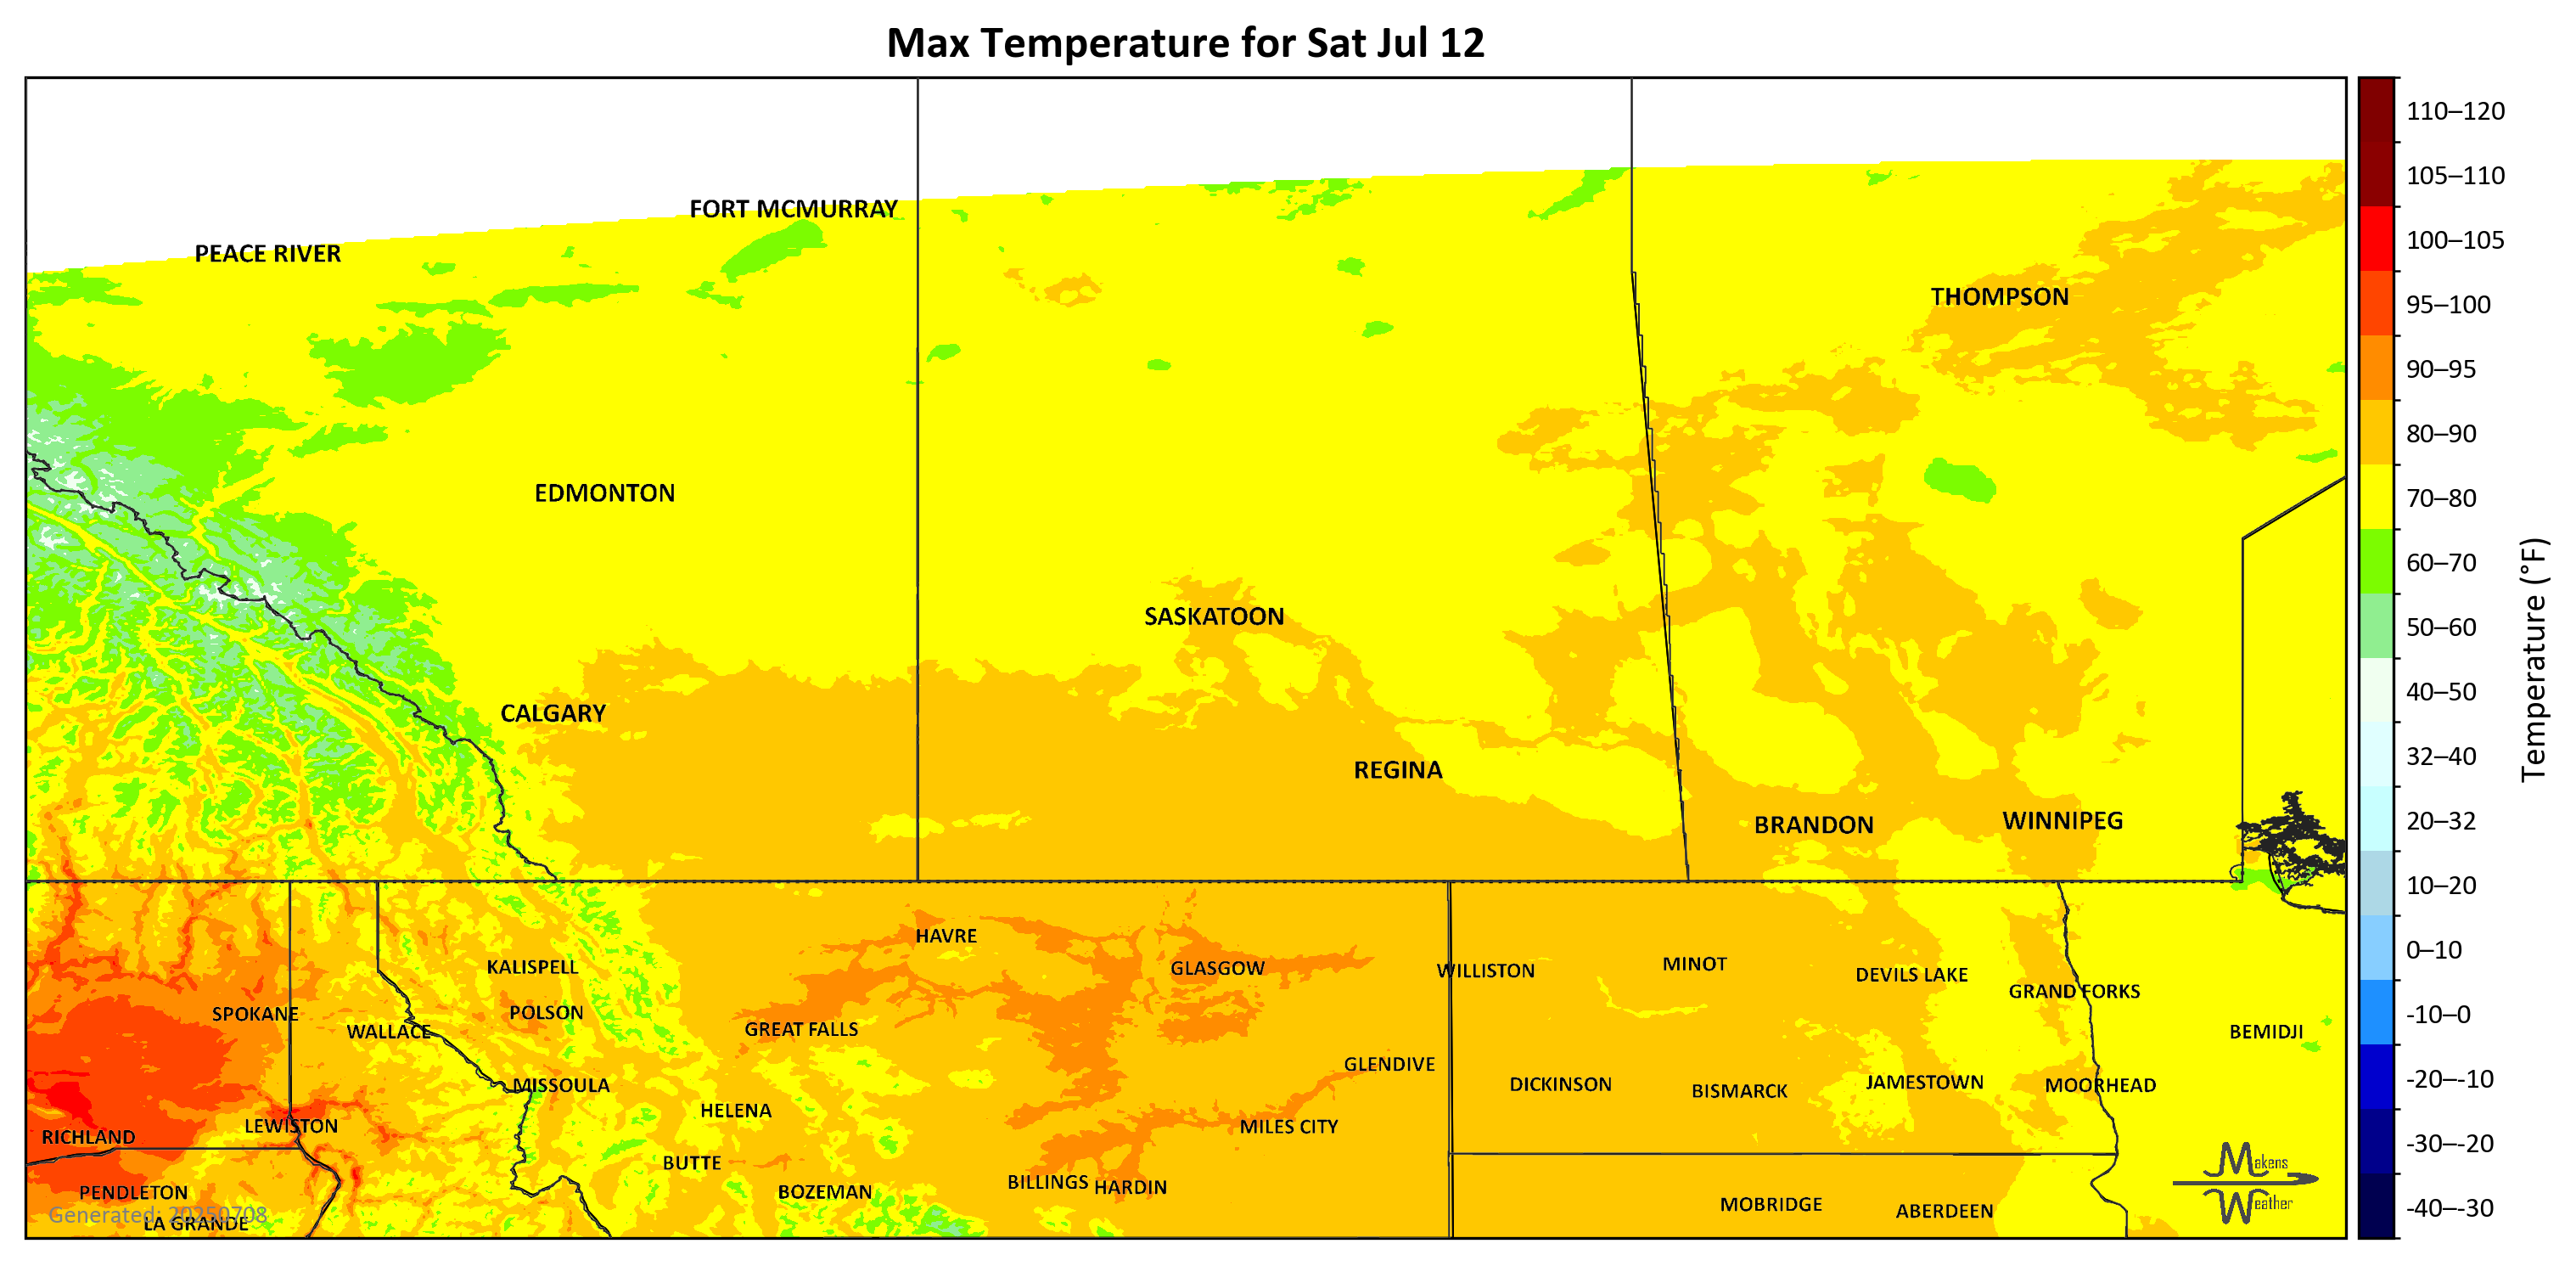 Max Temperature for Sat Jul 12
FORT MCMURRAY
PEACE RIVER
THOMPSON
EDMONTON
SASKATOON
CALGARY
REGINA
BRANDON
WINNIPEG
HAVRE
KALISPELL
GLASGOW
WILLISTON
MINOT
DEVILS LAKE
GRAND FORKS
SPOKANE
POLSON
WALLACE
GREAT FALLS
BEMIDJI
GLENDIVE
MISSOULA
DICKINSON
BISMARCK
JAMESTOWN
MOORHEAD
HELENA
LEWISTON
MILES CITY
RICHLAND
BUTTE
BILLINGS
HARDIN
PENDLETON
BOZEMAN
MOBRIDGE
ABERDEEN
Generated: 20250708
LA GRANDE
Makens
Weather
110–120
105–110
100–105
95–100
90–95
80–90
70–80
60–70
50–60
40–50
32–40
20–32
10–20
0–10
-10–0
-20–-10
-30–-20
-40–-30
Temperature (°F)